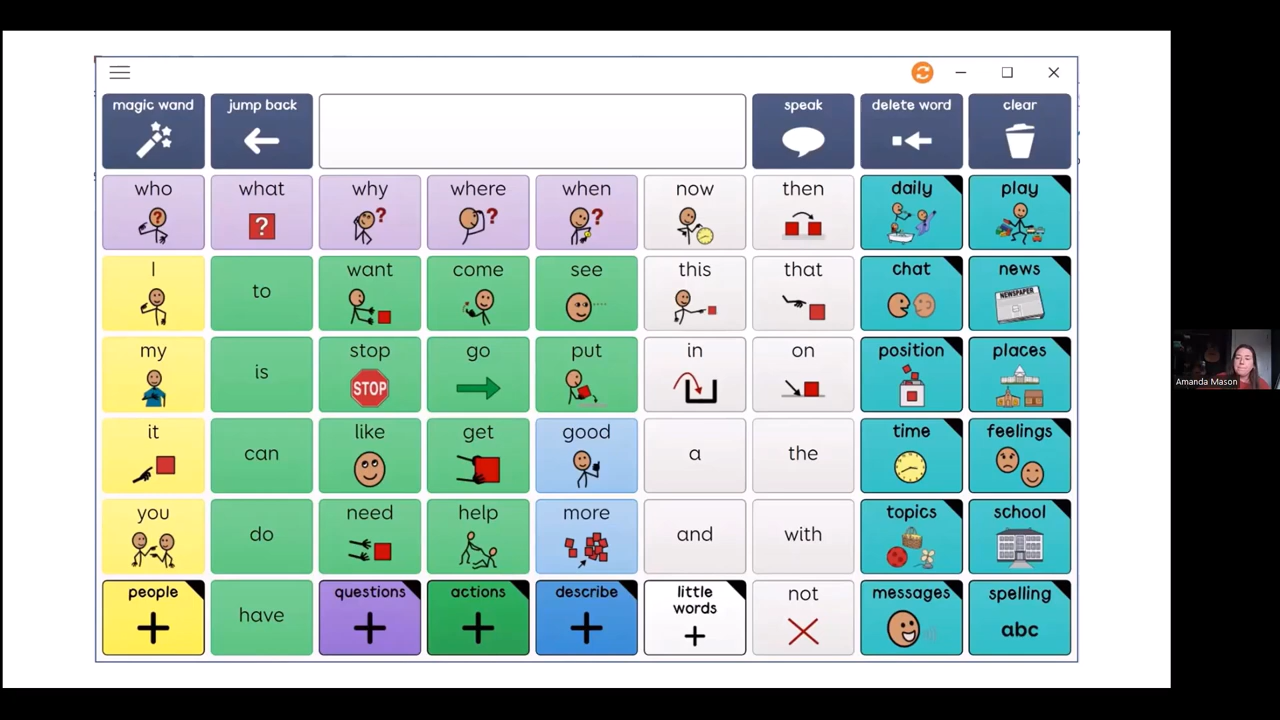 magic wand jump back speak delete word clear
who what why where when now then daily play
I to want come see this that chat news
NEWSPAPER
my is stop go put in on position places
STOP
it can like get good a the time feelings
you do need help more and with topics school
people have questions actions describe little words not messages spelling
abc
Amanda Mason